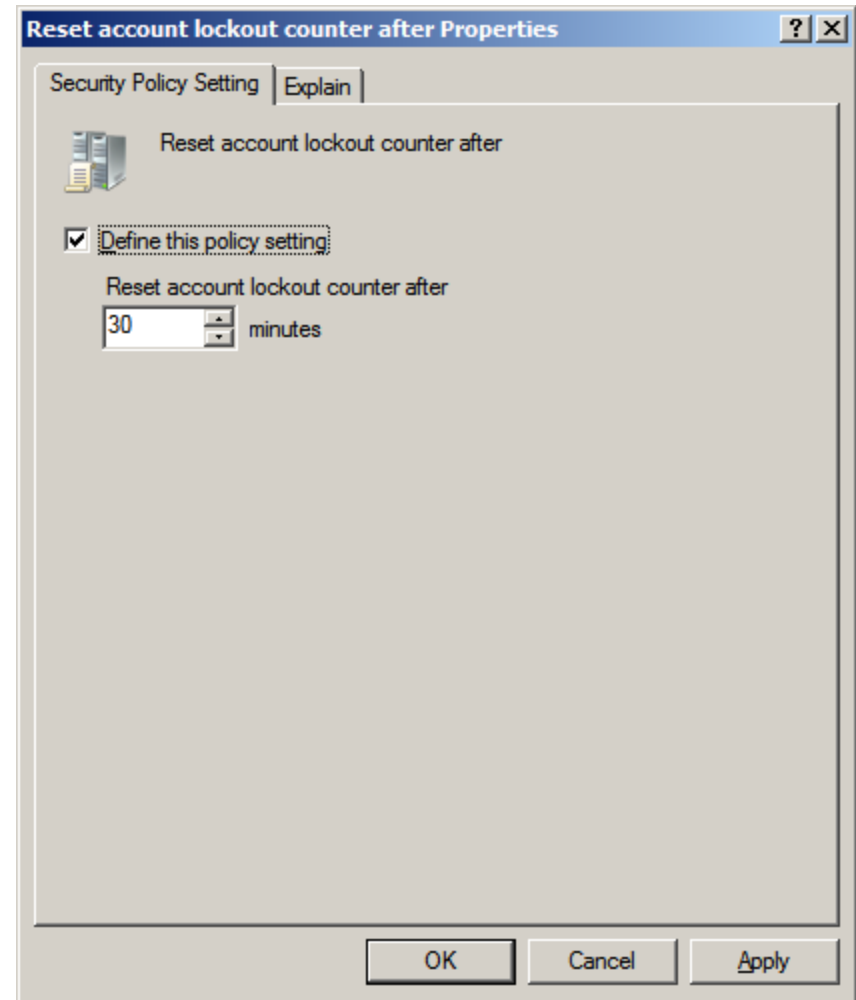 Reset account lockout counter after Properties
Security Policy Setting
Explain
Reset account lockout counter after
Define this policy setting
Reset account lockout counter after
30 minutes
OK Cancel Apply